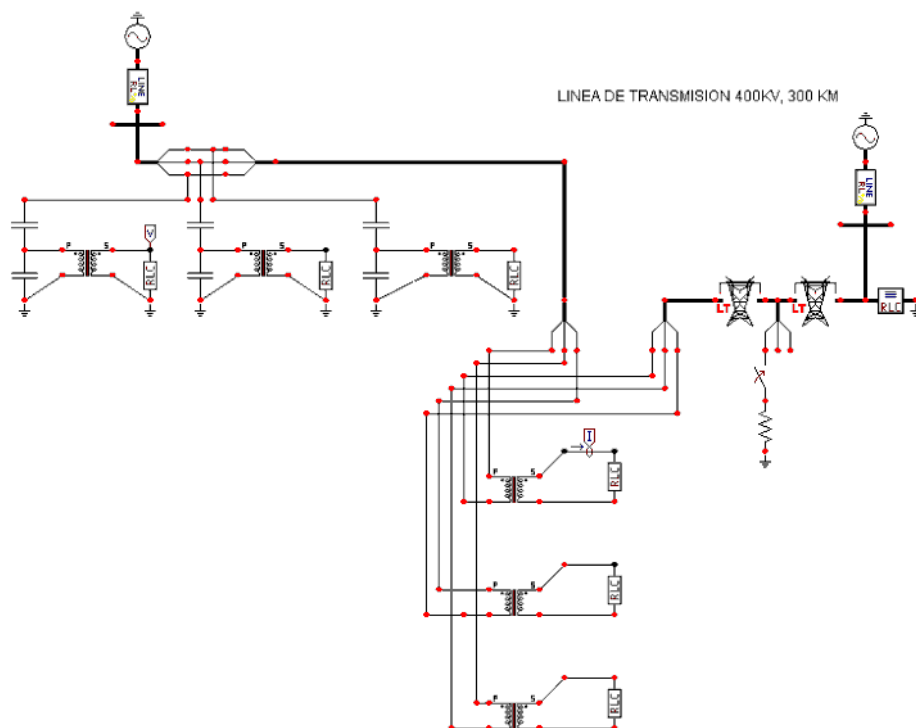 LINE
RL
LINEA DE TRANSMISION 400KV, 300 KM
LINE
RL
V
P S
RLC
P S
RLC
P S
RLC
LT
LT
RLC
I
P S
RLC
P S
RLC
P S
RLC